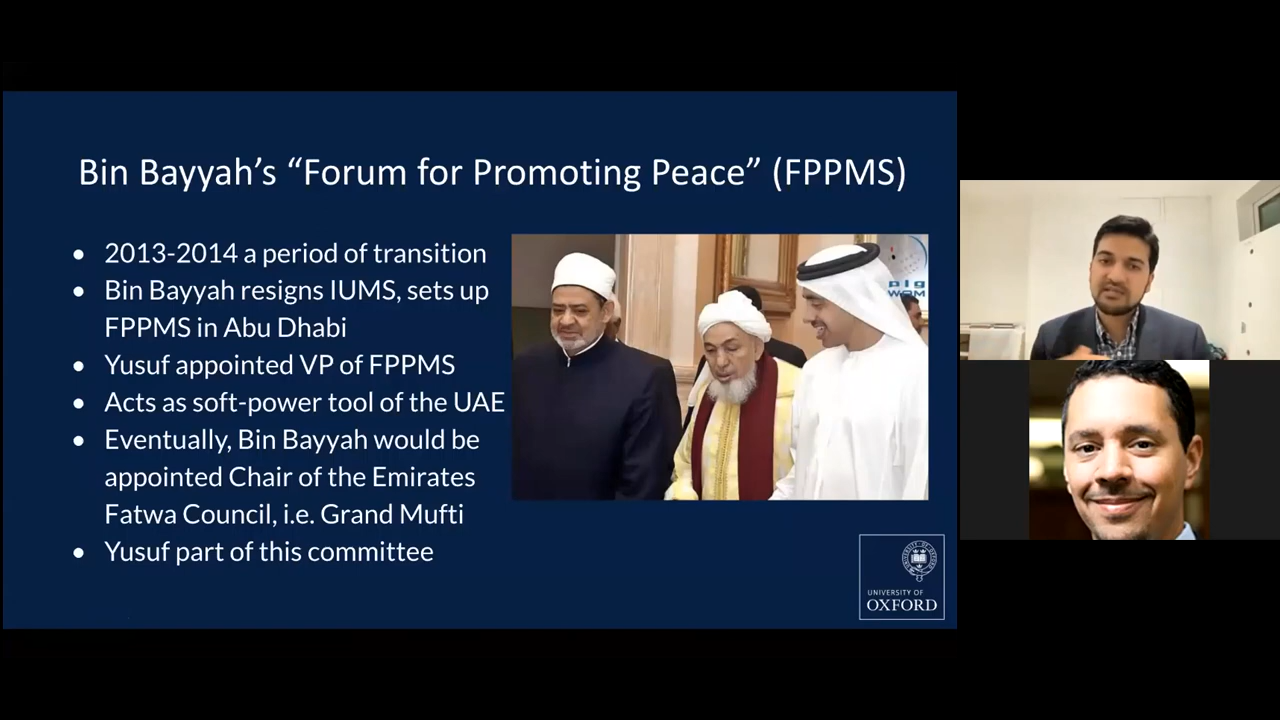 Bin Bayyah’s “Forum for Promoting Peace” (FPPMS)
• 2013-2014 a period of transition
• Bin Bayyah resigns IUMS, sets up
FPPMS in Abu Dhabi
• Yusuf appointed VP of FPPMS
• Acts as soft-power tool of the UAE
• Eventually, Bin Bayyah would be
appointed Chair of the Emirates
Fatwa Council, i.e. Grand Mufti
• Yusuf part of this committee
وام
WAM
UNIVERSITY OF
OXFORD